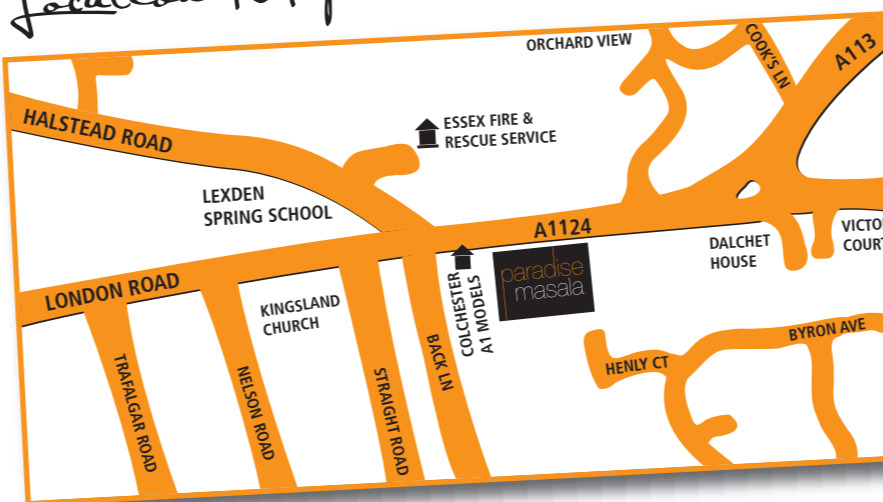 Location
ORCHARD VIEW
COOK'S LN
A113
HALSTEAD ROAD
ESSEX FIRE &
RESCUE SERVICE
LEXDEN
SPRING SCHOOL
A1124
DALCHET
HOUSE
COURT
LONDON ROAD
KINGSLAND
CHURCH
COLCHESTER
A1 MODELS
paradise
masala
TRAFALGAR ROAD
NELSON ROAD
STRAIGHT ROAD
BACK LN
HENLY CT
BYRON AVE